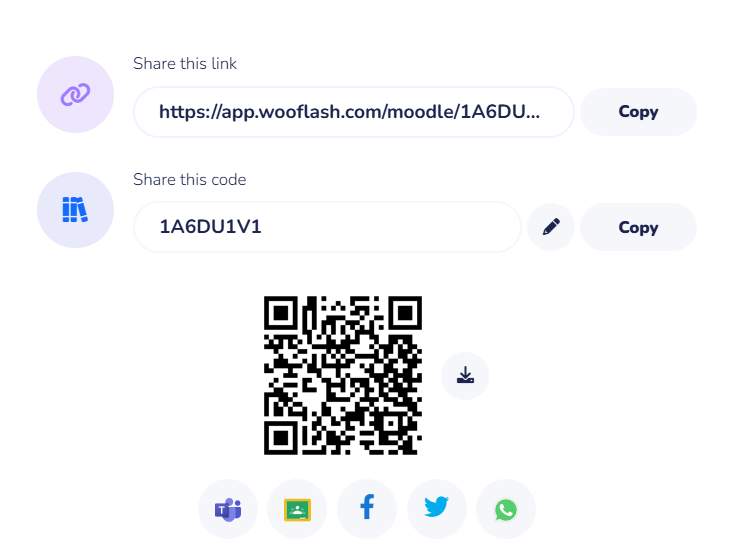 Share this link
https://app.wooflash.com/moodle/1A6DU...
Copy
Share this code
1A6DU1V1
Copy
T